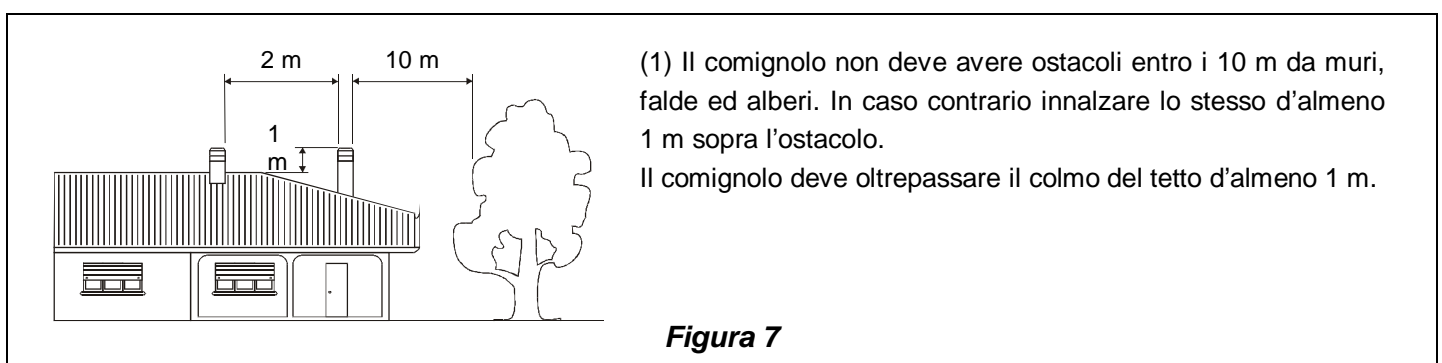 2 m
10 m
1
m
(1) Il comignolo non deve avere ostacoli entro i 10 m da muri,
falde ed alberi. In caso contrario innalzare lo stesso d’almeno
1 m sopra l’ostacolo.
Il comignolo deve oltrepassare il colmo del tetto d’almeno 1 m.
Figura 7